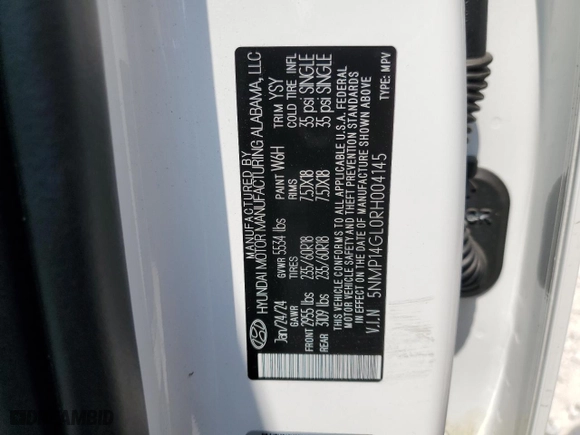 MANUFACTURED BY
HYUNDAI MOTOR MANUFACTURING ALABAMA, LLC
Jan/24/24 GVWR 5534 lbs PAINT W6H TRIM YSY
GAWR TIRES RIMS COLD TIRE INFL
FRONT 2955 lbs 235/60R18 7.5JX18 35 psi SINGLE
REAR 3109 lbs 235/60R18 7.5JX18 35 psi SINGLE
THIS VEHICLE CONFORMS TO ALL APPLICABLE U.S.A. FEDERAL
MOTOR VEHICLE SAFETY AND THEFT PREVENTION STANDARDS
IN EFFECT ON THE DATE OF MANUFACTURE SHOWN ABOVE
V.I.N 5NMP14GL0RH004145 TYPE: MPV